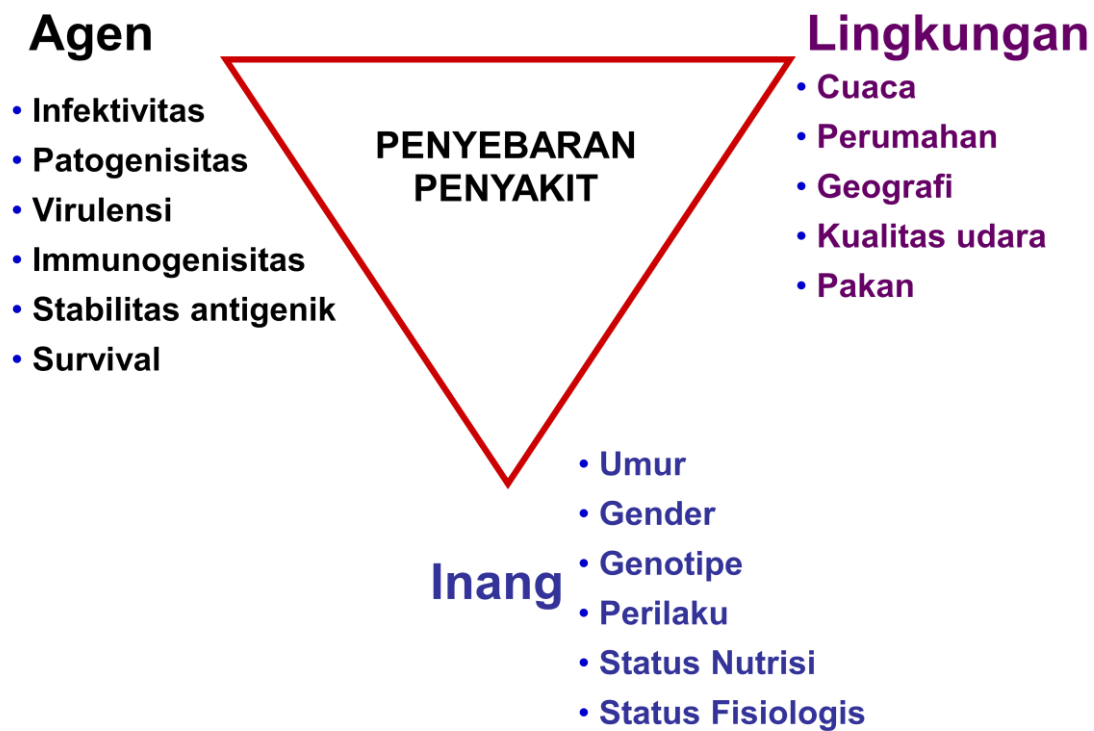 Agen
• Infektivitas
• Patogenisitas
• Virulensi
• Immunogenisitas
• Stabilitas antigenik
• Survival
PENYEBARAN
PENYAKIT
Lingkungan
• Cuaca
• Perumahan
• Geografi
• Kualitas udara
• Pakan
Inang
• Umur
• Gender
• Genotipe
• Perilaku
• Status Nutrisi
• Status Fisiologis